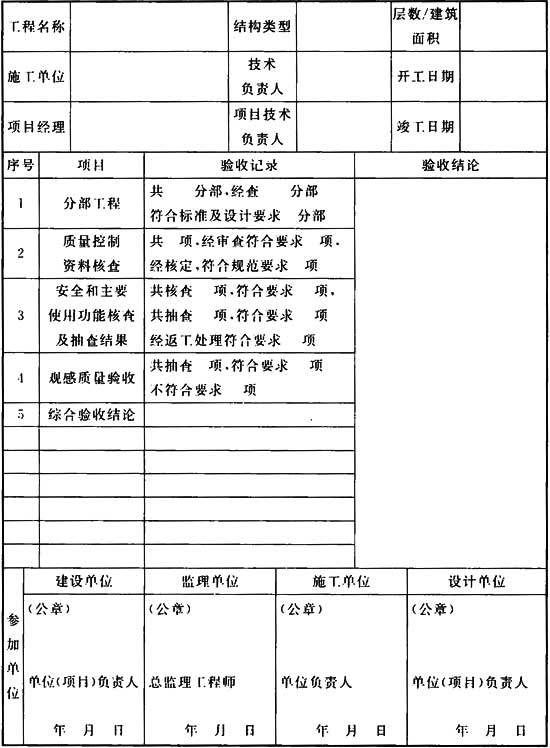 工程名称 结构类型 层数/建筑
面积
施工单位 技术
负责人 开工日期
项目经理 项目技术
负责人 竣工日期
序号 项目 验收记录 验收结论
1 分部工程 共 分部,经查 分部
符合标准及设计要求 分部
2 质量控制
资料核查 共 项,经审查符合要求 项,
经核定,符合规范要求 项
3 安全和主要
使用功能核查
及抽查结果 共核查 项,符合要求 项,
共抽查 项,符合要求 项
经返工处理符合要求 项
4 观感质量验收 共抽查 项,符合要求 项
不符合要求 项
5 综合验收结论
参加单位 建设单位 监理单位 施工单位 设计单位
(公章) (公章) (公章) (公章)
单位(项目)负责人 总监理工程师 单位负责人 单位(项目)负责人
年 月 日 年 月 日 年 月 日 年 月 日